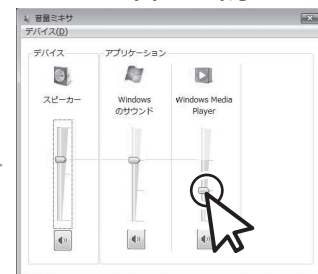 音量ミキサ
デバイス(D)
デバイス
アプリケーション
スピーカー
Windows
のサウンド
Windows Media
Player